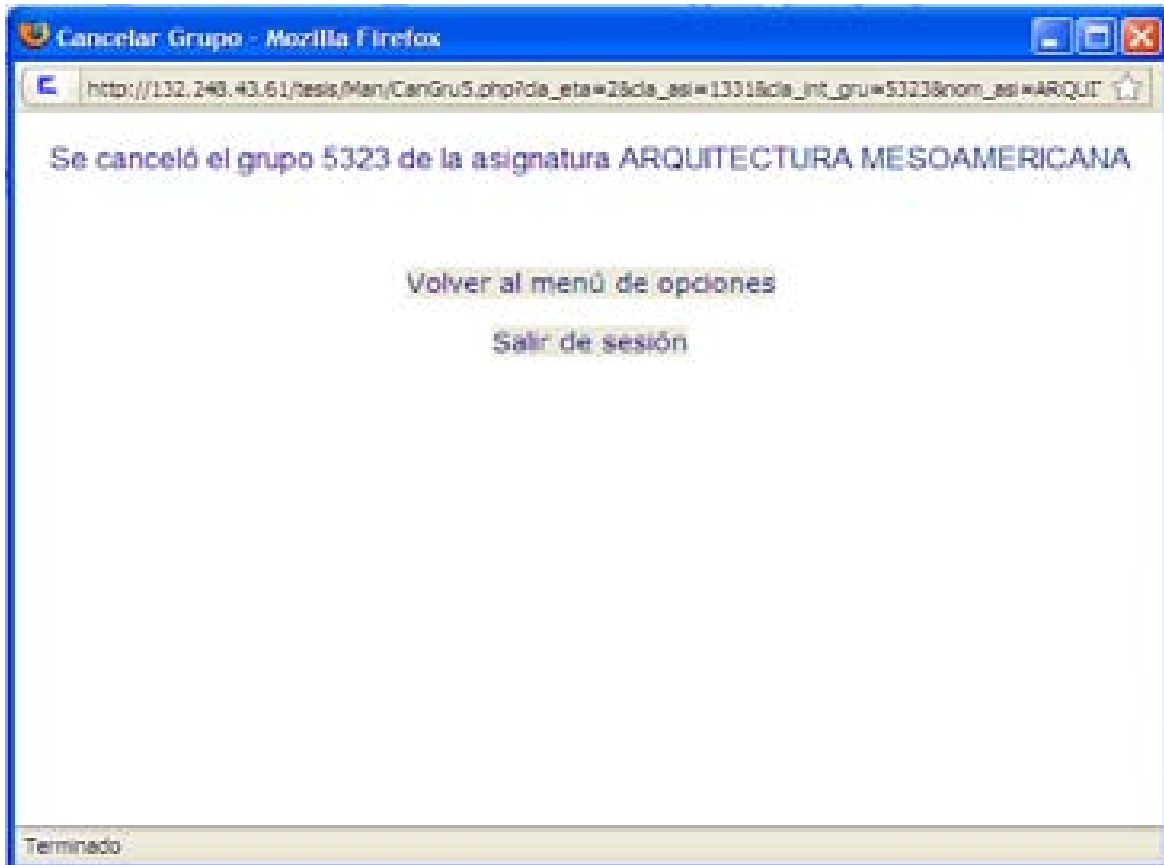 Cancelar Grupo - Mozilla Firefox
http://132.248.43.61/tesis/Man/CanGru5.php?cla_eta=2&cla_asi=1331&cla_int_gru=5323&nom_asi=ARQUIT
Se canceló el grupo 5323 de la asignatura ARQUITECTURA MESOAMERICANA
Volver al menú de opciones
Salir de sesión
Terminado